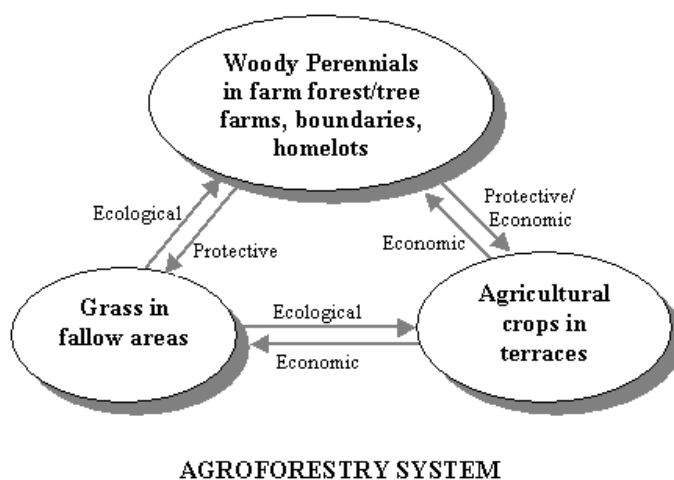 Woody Perennials
in farm forest/tree
farms, boundaries,
homelots
Ecological
Protective
Protective/
Economic
Economic
Grass in
fallow areas
Ecological
Economic
Agricultural
crops in
terraces
AGROFORESTRY SYSTEM